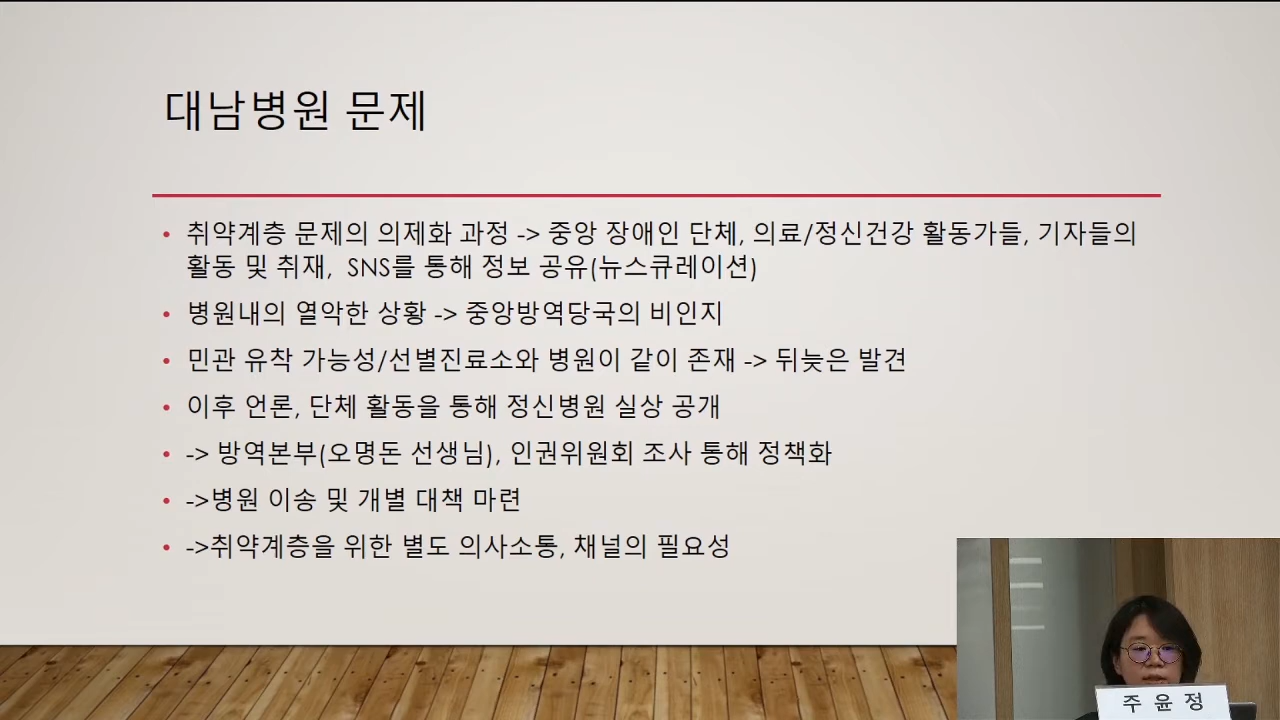 대남병원 문제
• 취약계층 문제의 의제화 과정 -> 중앙 장애인 단체, 의료/정신건강 활동가들, 기자들의
활동 및 취재, SNS를 통해 정보 공유(뉴스큐레이션)
• 병원내의 열악한 상황 -> 중앙방역당국의 비인지
• 민관 유착 가능성/선별진료소와 병원이 같이 존재 -> 뒤늦은 발견
• 이후 언론, 단체 활동을 통해 정신병원 실상 공개
• -> 방역본부(오명돈 선생님), 인권위원회 조사 통해 정책화
• ->병원 이송 및 개별 대책 마련
• ->취약계층을 위한 별도 의사소통, 채널의 필요성
주 윤 정